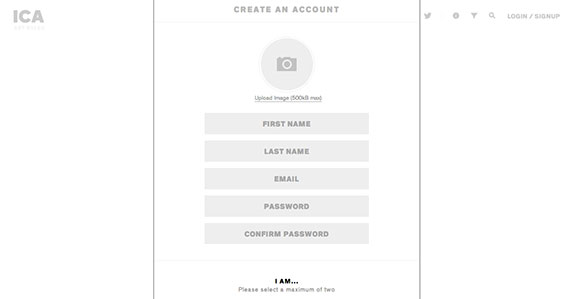 CREATE AN ACCOUNT
ICA
LOGIN / SIGNUP
Upload Image (500kB max)
FIRST NAME
LAST NAME
EMAIL
PASSWORD
CONFIRM PASSWORD
I AM...
Please select a maximum of two